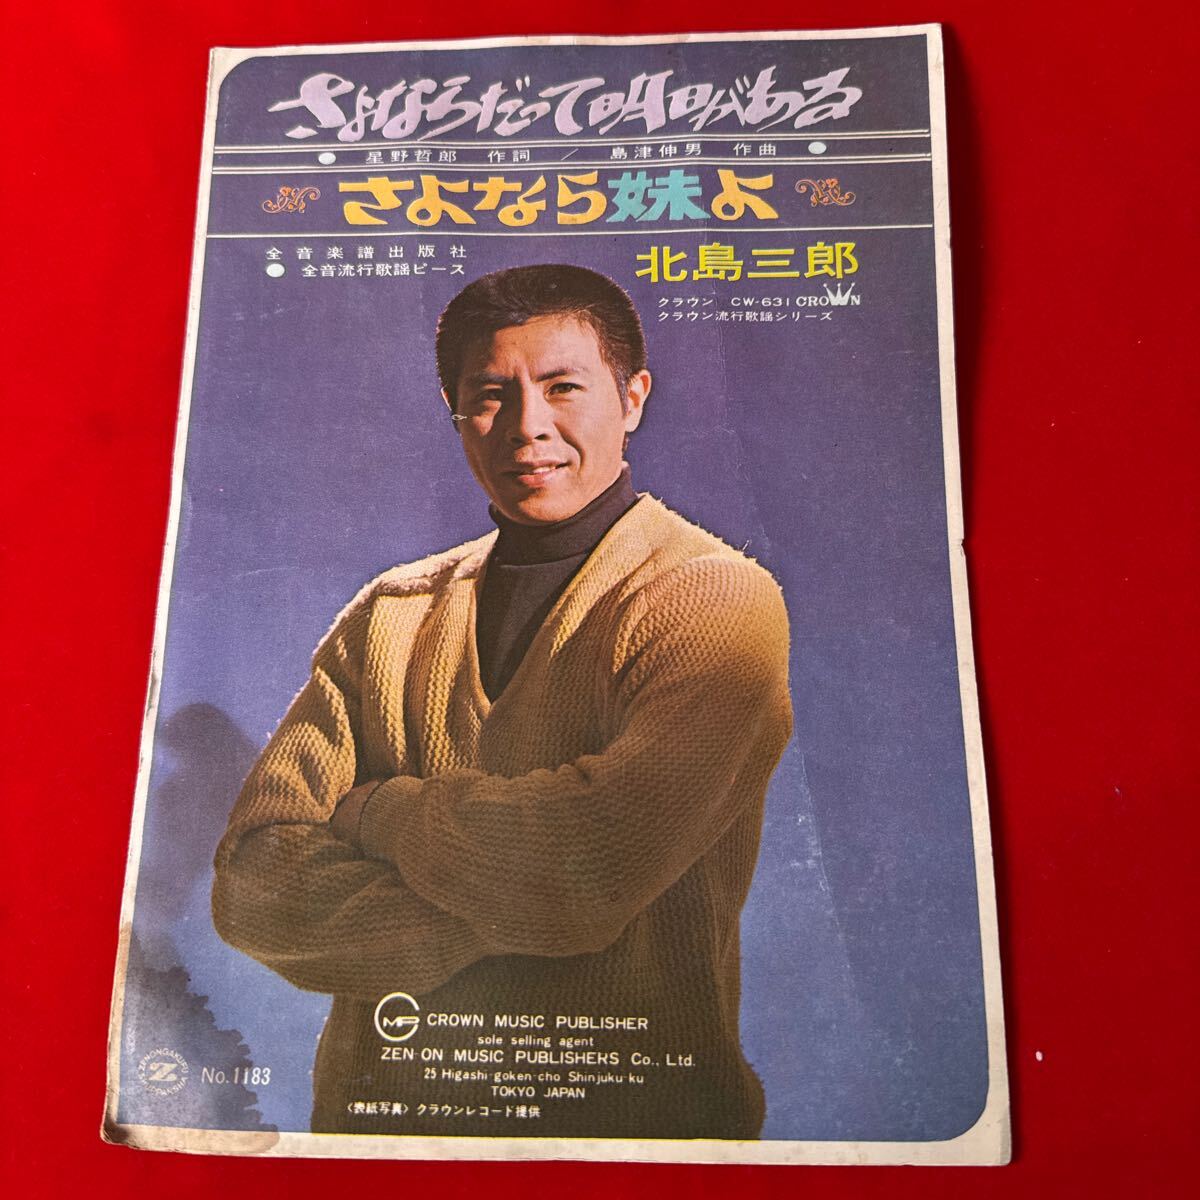 さよならだって明日がある
● 星野哲郎 作詞 / 島津伸男 作曲 ●
さよなら妹よ
全音楽譜出版社
● 全音流行歌謡ピース
北島三郎
クラウン CW-631 CROWN
クラウン流行歌謡シリーズ
CMP CROWN MUSIC PUBLISHER
sole selling agent
ZEN-ON MUSIC PUBLISHERS Co., Ltd.
25 Higashi-goken-cho Shinjuku-ku
TOKYO JAPAN
〈表紙写真〉クラウンレコード提供
ZENONGAKUFU
No.1183